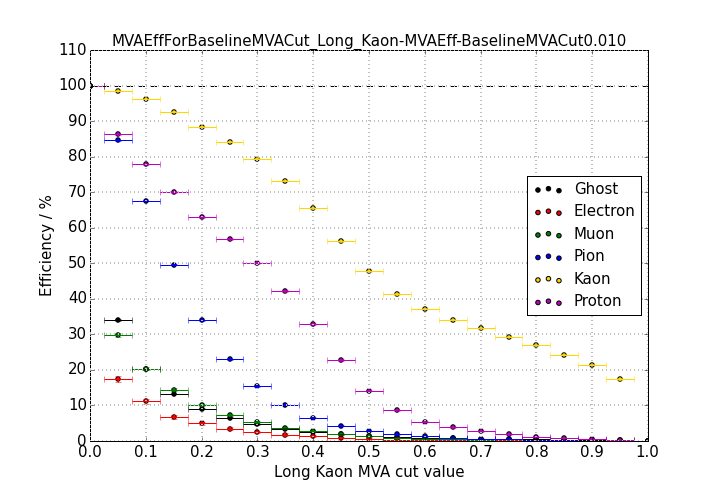 MVAEffForBaselineMVACut_Long_Kaon-MVAEff-BaselineMVACut0.010
110
100
90
80
70
60
50
40
30
20
10
0
Efficiency / %
Ghost
Electron
Muon
Pion
Kaon
Proton
0.0 0.1 0.2 0.3 0.4 0.5 0.6 0.7 0.8 0.9 1.0
Long Kaon MVA cut value